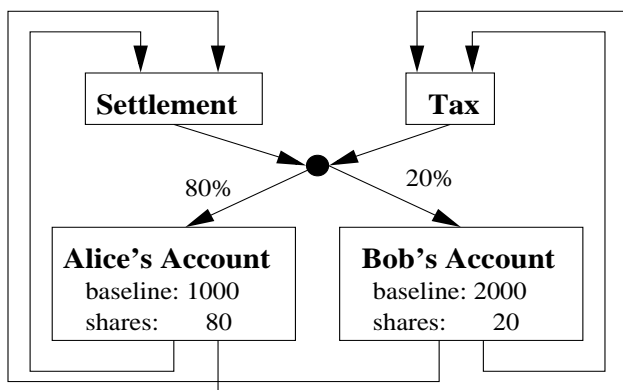 Settlement
Tax
80%
20%
Alice's Account
baseline: 1000
shares: 80
Bob's Account
baseline: 2000
shares: 20